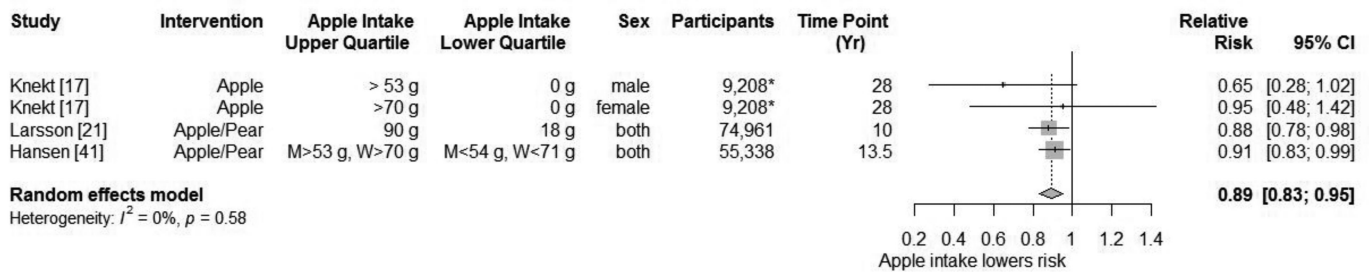 Study Intervention Apple Intake Upper Quartile Apple Intake Lower Quartile Sex Participants Time Point (Yr) Relative Risk 95% CI
Knekt [17] Apple > 53 g 0 g male 9,208* 28 0.65 [0.28; 1.02]
Knekt [17] Apple >70 g 0 g female 9,208* 28 0.95 [0.48; 1.42]
Larsson [21] Apple/Pear 90 g 18 g both 74,961 10 0.88 [0.78; 0.98]
Hansen [41] Apple/Pear M>53 g, W>70 g M<54 g, W<71 g both 55,338 13.5 0.91 [0.83; 0.99]
Random effects model 0.89 [0.83; 0.95]
Heterogeneity: I² = 0%, p = 0.58
0.2 0.4 0.6 0.8 1 1.2 1.4
Apple intake lowers risk